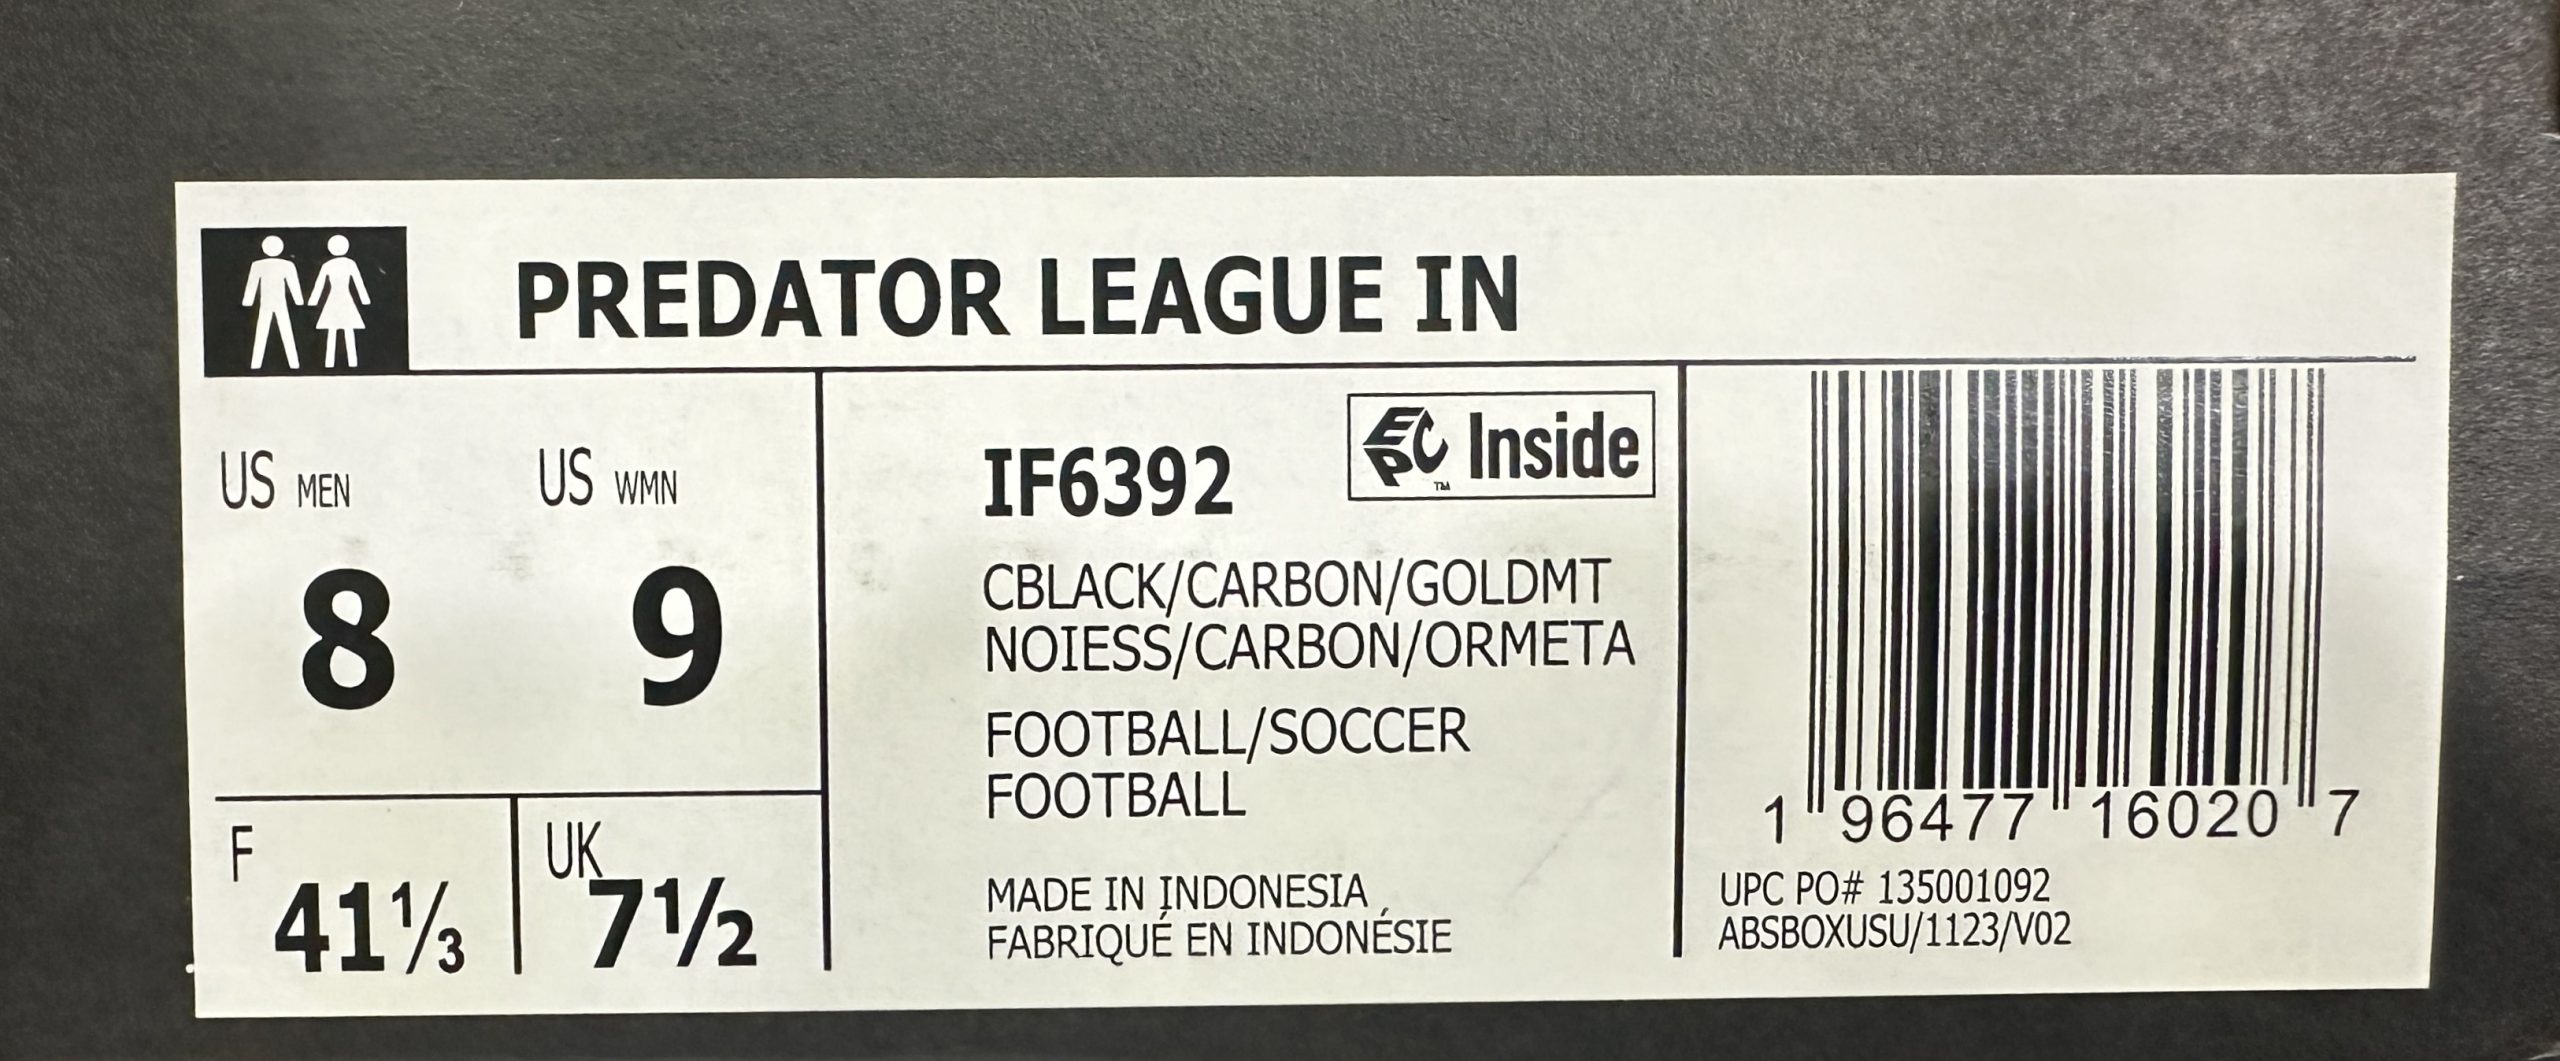 PREDATOR LEAGUE IN
US MEN
8
US WMN
9
F
41⅓
UK
7½
IF6392
EPC™ Inside
CBLACK/CARBON/GOLDMT
NOIESS/CARBON/ORMETA
FOOTBALL/SOCCER
FOOTBALL
MADE IN INDONESIA
FABRIQUÉ EN INDONÉSIE
1 96477 16020 7
UPC PO# 135001092
ABSBOXUSU/1123/V02